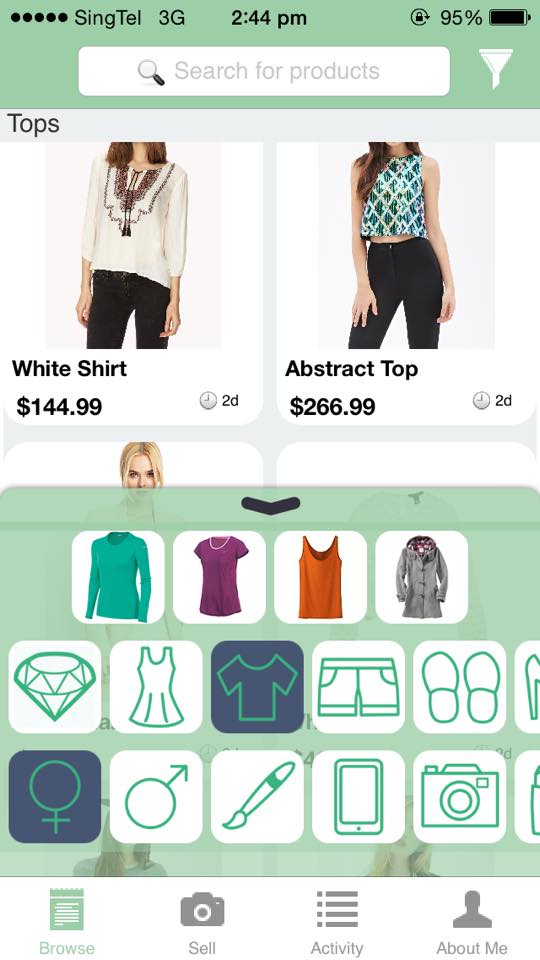 SingTel 3G 2:44 pm 95%
Search for products
Tops
White Shirt
Abstract Top
$144.99
2d
$266.99
2d
Browse
Sell
Activity
About Me